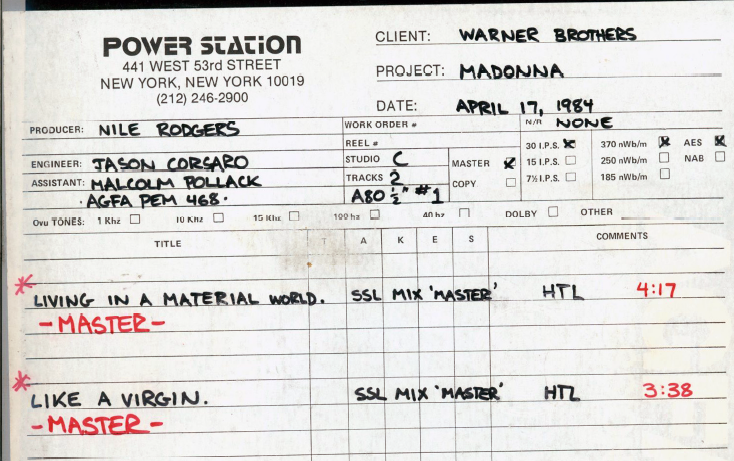 POWER STATION
441 WEST 53rd STREET
NEW YORK, NEW YORK 10019
(212) 246-2900
CLIENT: WARNER BROTHERS
PROJECT: MADONNA
DATE: APRIL 17, 1984
PRODUCER: NILE RODGERS
WORK ORDER #
N/R NONE
REEL #
30 I.P.S. 370 nWb/m AES
ENGINEER: JASON CORSARO
STUDIO C
MASTER
15 I.P.S. 250 nWb/m NAB
ASSISTANT: MALCOLM POLLACK
TRACKS 2
COPY
7½ I.P.S. 185 nWb/m
· AGFA PEM 468 ·
A80 ½" #1
Ovu TONES: 1 Khz 10 KHz 15 Khz 100 hz 40 hz DOLBY OTHER
TITLE T A K E S COMMENTS
* LIVING IN A MATERIAL WORLD. SSL MIX 'MASTER' HTL 4:17
- MASTER -
* LIKE A VIRGIN. SSL MIX 'MASTER' HTL 3:38
- MASTER -